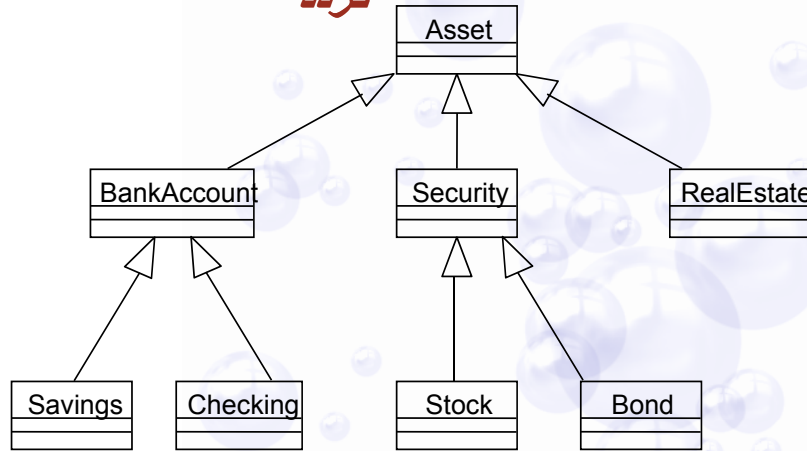 Asset
BankAccount
Security
RealEstate
Savings
Checking
Stock
Bond